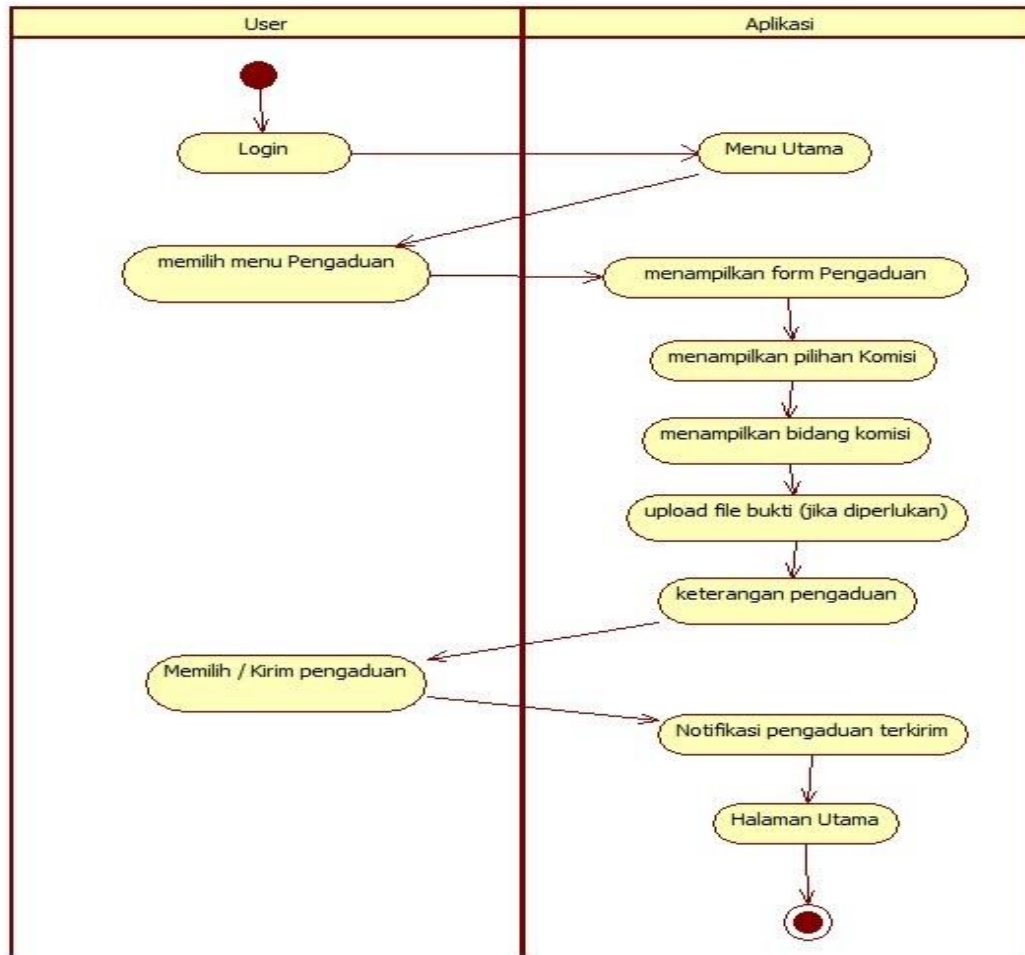 User
Aplikasi
Login
Menu Utama
memilih menu Pengaduan
menampilkan form Pengaduan
menampilkan pilihan Komisi
menampilkan bidang komisi
upload file bukti (jika diperlukan)
keterangan pengaduan
Memilih / Kirim pengaduan
Notifikasi pengaduan terkirim
Halaman Utama